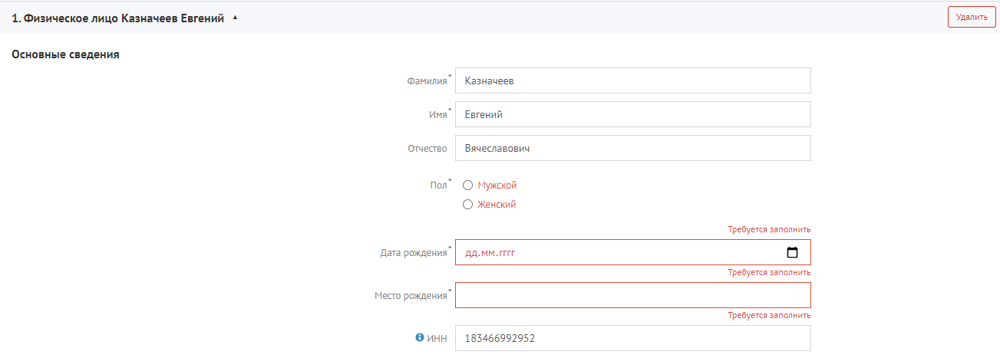 1. Физическое лицо Казначеев Евгений ▲
Удалить
Основные сведения
Фамилия* Казначеев
Имя* Евгений
Отчество Вячеславович
Пол* Мужской
Женский
Требуется заполнить
Дата рождения* дд.мм.гггг
Требуется заполнить
Место рождения*
Требуется заполнить
ИНН 183466992952